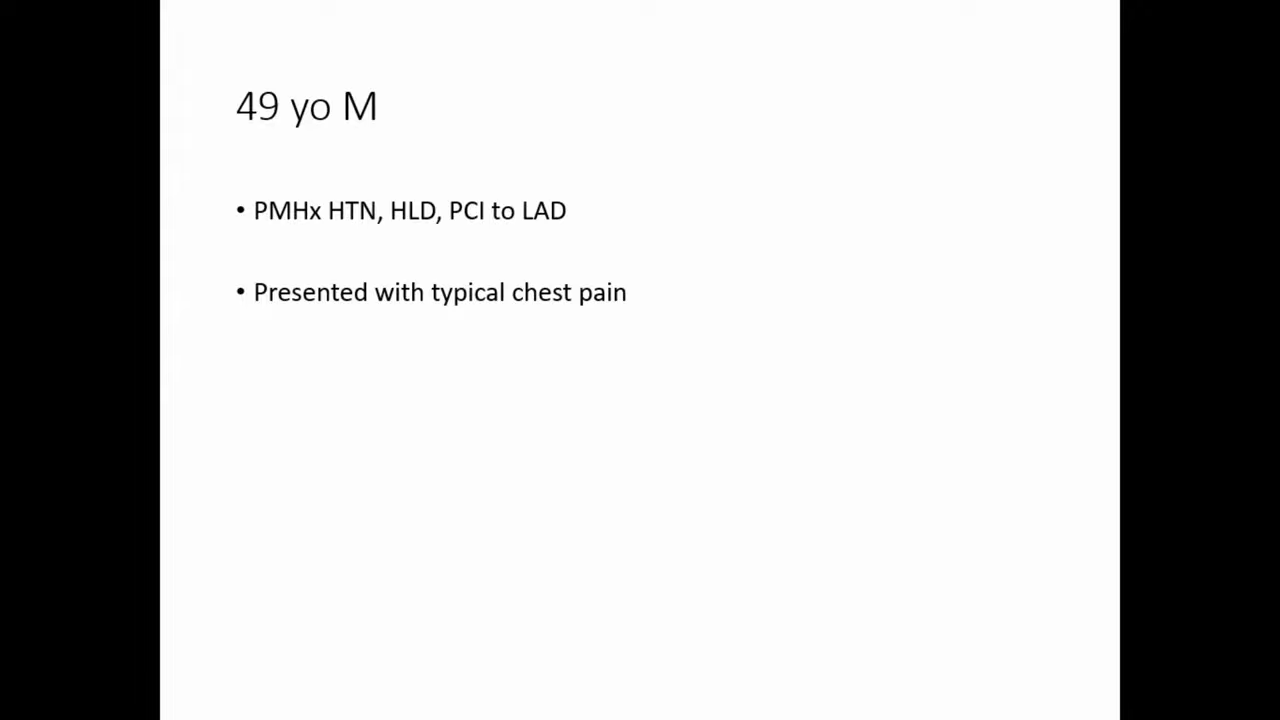 49 yo M
• PMHx HTN, HLD, PCI to LAD
• Presented with typical chest pain